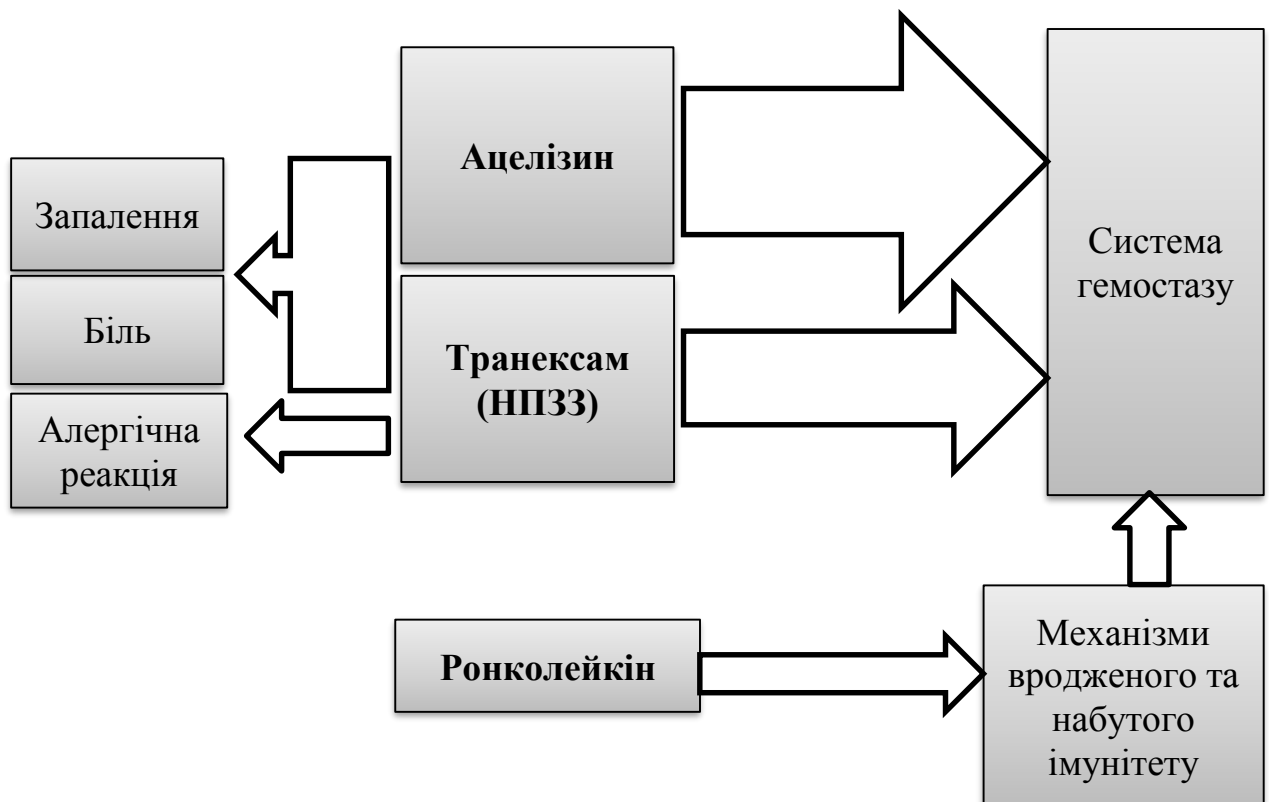 Запалення
Біль
Алергічна
реакція
Ацелізин
Транексам
(НПЗЗ)
Система
гемостазу
Ронколейкін
Механізми
вродженого та
набутого
імунітету